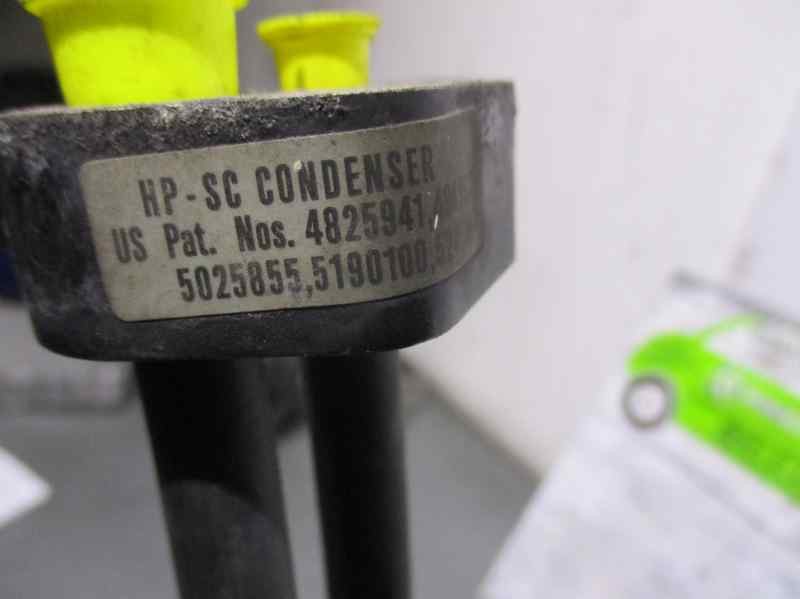 HP-SC CONDENSER
US Pat. Nos. 4825941,
5025855,5190100,